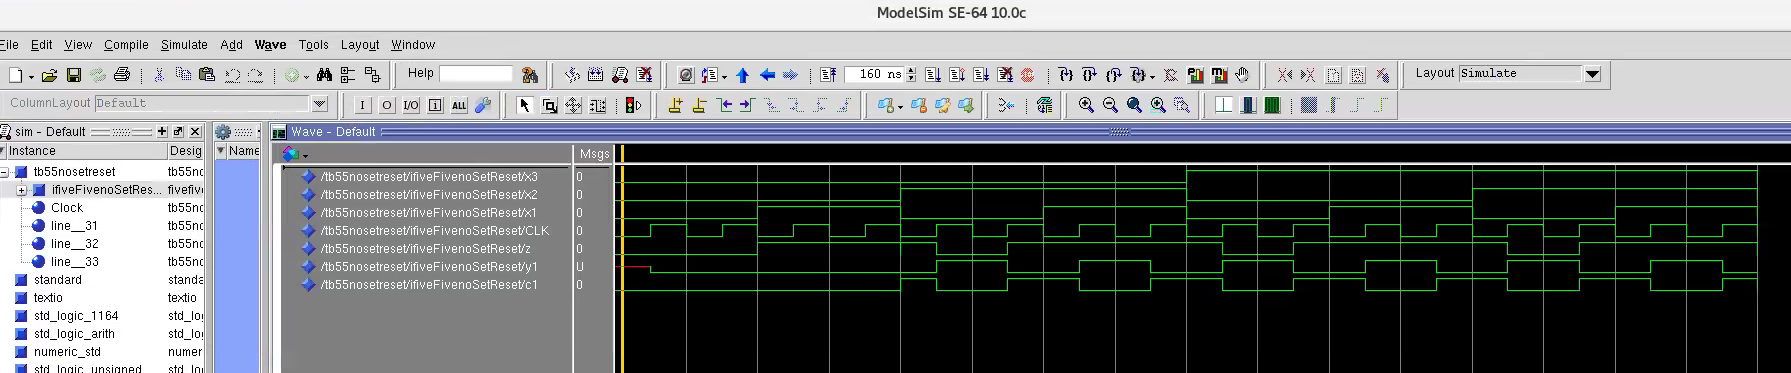 ModelSim SE-64 10.0c
File Edit View Compile Simulate Add Wave Tools Layout Window
Help 160 ns Layout Simulate
ColumnLayout Default I O I/O ALL
sim - Default Wave - Default
Instance Desig Name Msgs
tb55nosetreset tb55nc
ifiveFivenoSetRes... fivefiv
Clock tb55nc
line__31 tb55nc
line__32 tb55nc
line__33 tb55nc
standard standa
textio textio
std_logic_1164 std_lo
std_logic_arith std_lo
numeric_std numer
std_logic_unsigned std_lo
/tb55nosetreset/ifiveFivenoSetReset/x3 0
/tb55nosetreset/ifiveFivenoSetReset/x2 0
/tb55nosetreset/ifiveFivenoSetReset/x1 0
/tb55nosetreset/ifiveFivenoSetReset/CLK 0
/tb55nosetreset/ifiveFivenoSetReset/z 0
/tb55nosetreset/ifiveFivenoSetReset/y1 U
/tb55nosetreset/ifiveFivenoSetReset/c1 0